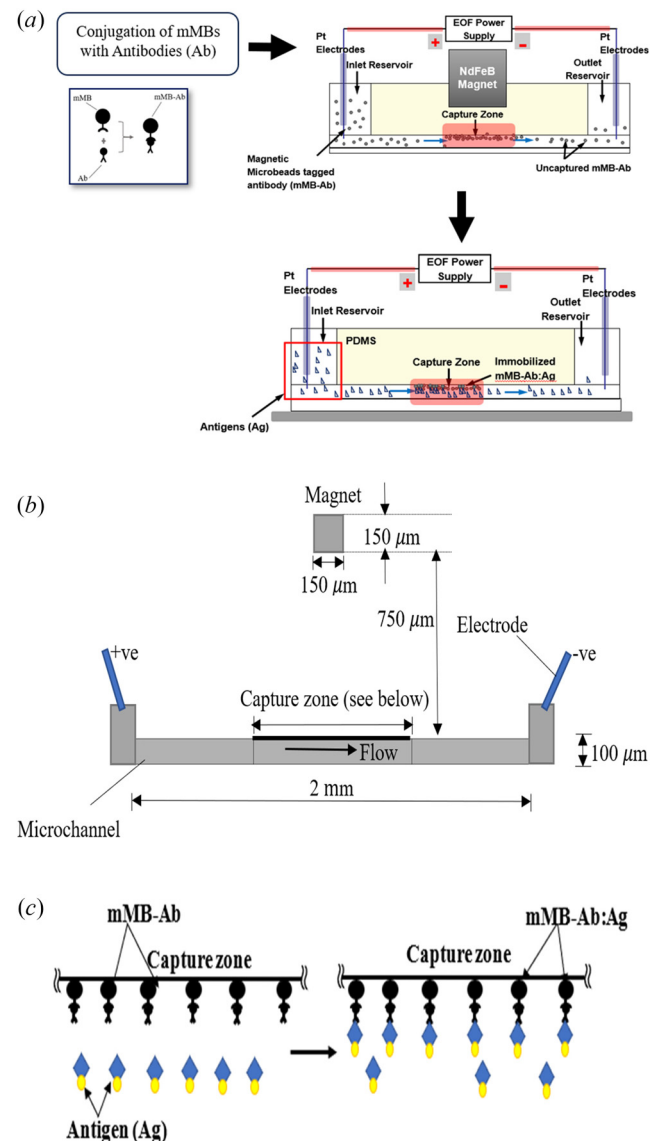 (a)
Conjugation of mMBs
with Antibodies (Ab)
mMB
mMB-Ab
+
Ab
Pt
Electrodes
EOF Power
Supply
+
-
Pt
Electrodes
Inlet Reservoir
NdFeB
Magnet
Outlet
Reservoir
Capture Zone
Magnetic
Microbeads tagged
antibody (mMB-Ab)
Uncaptured mMB-Ab
EOF Power
Supply
+
-
Pt
Electrodes
Pt
Electrodes
Inlet Reservoir
Outlet
Reservoir
PDMS
Capture Zone
Immobilized
mMB-Ab:Ag
Antigens (Ag)
(b)
Magnet
150 μm
150 μm
750 μm
Electrode
+ve
-ve
Capture zone (see below)
Flow
100 μm
2 mm
Microchannel
(c)
mMB-Ab
Capture zone
mMB-Ab:Ag
Capture zone
Antigen (Ag)